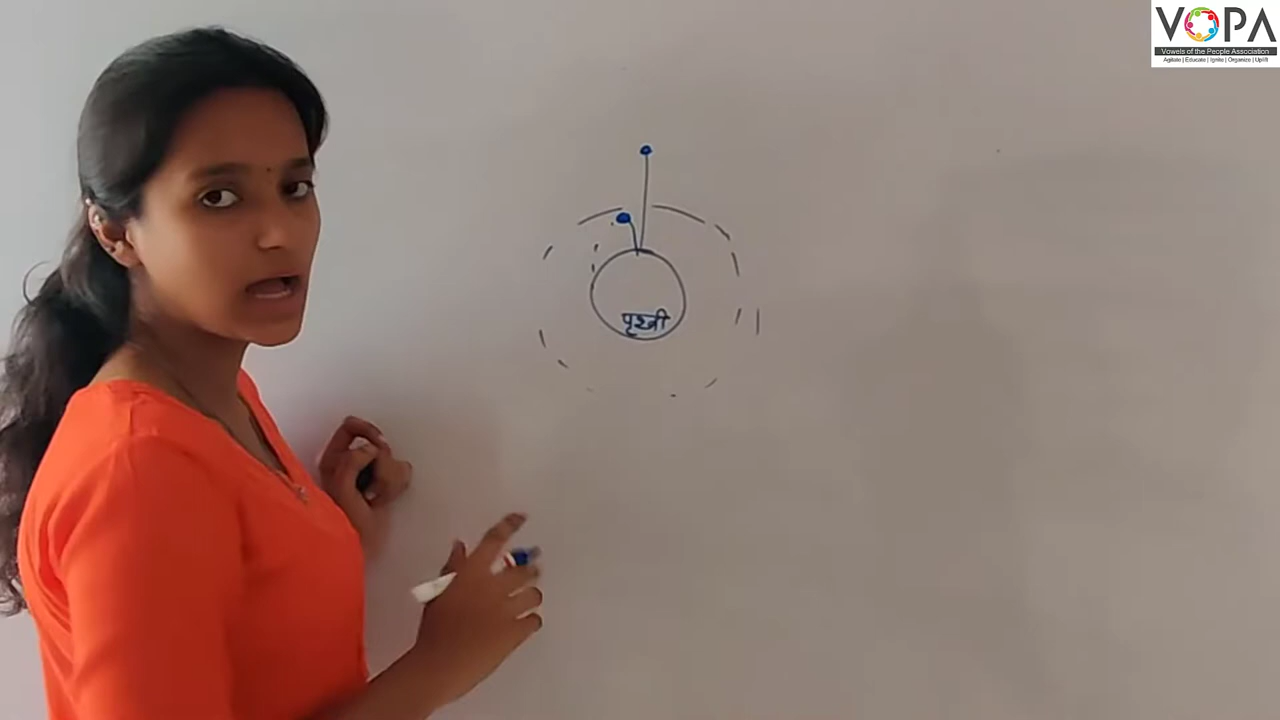 VOPA
Vowels of the People Association
Agitate | Educate | Ignite | Organize | Uplift
पृथ्वी